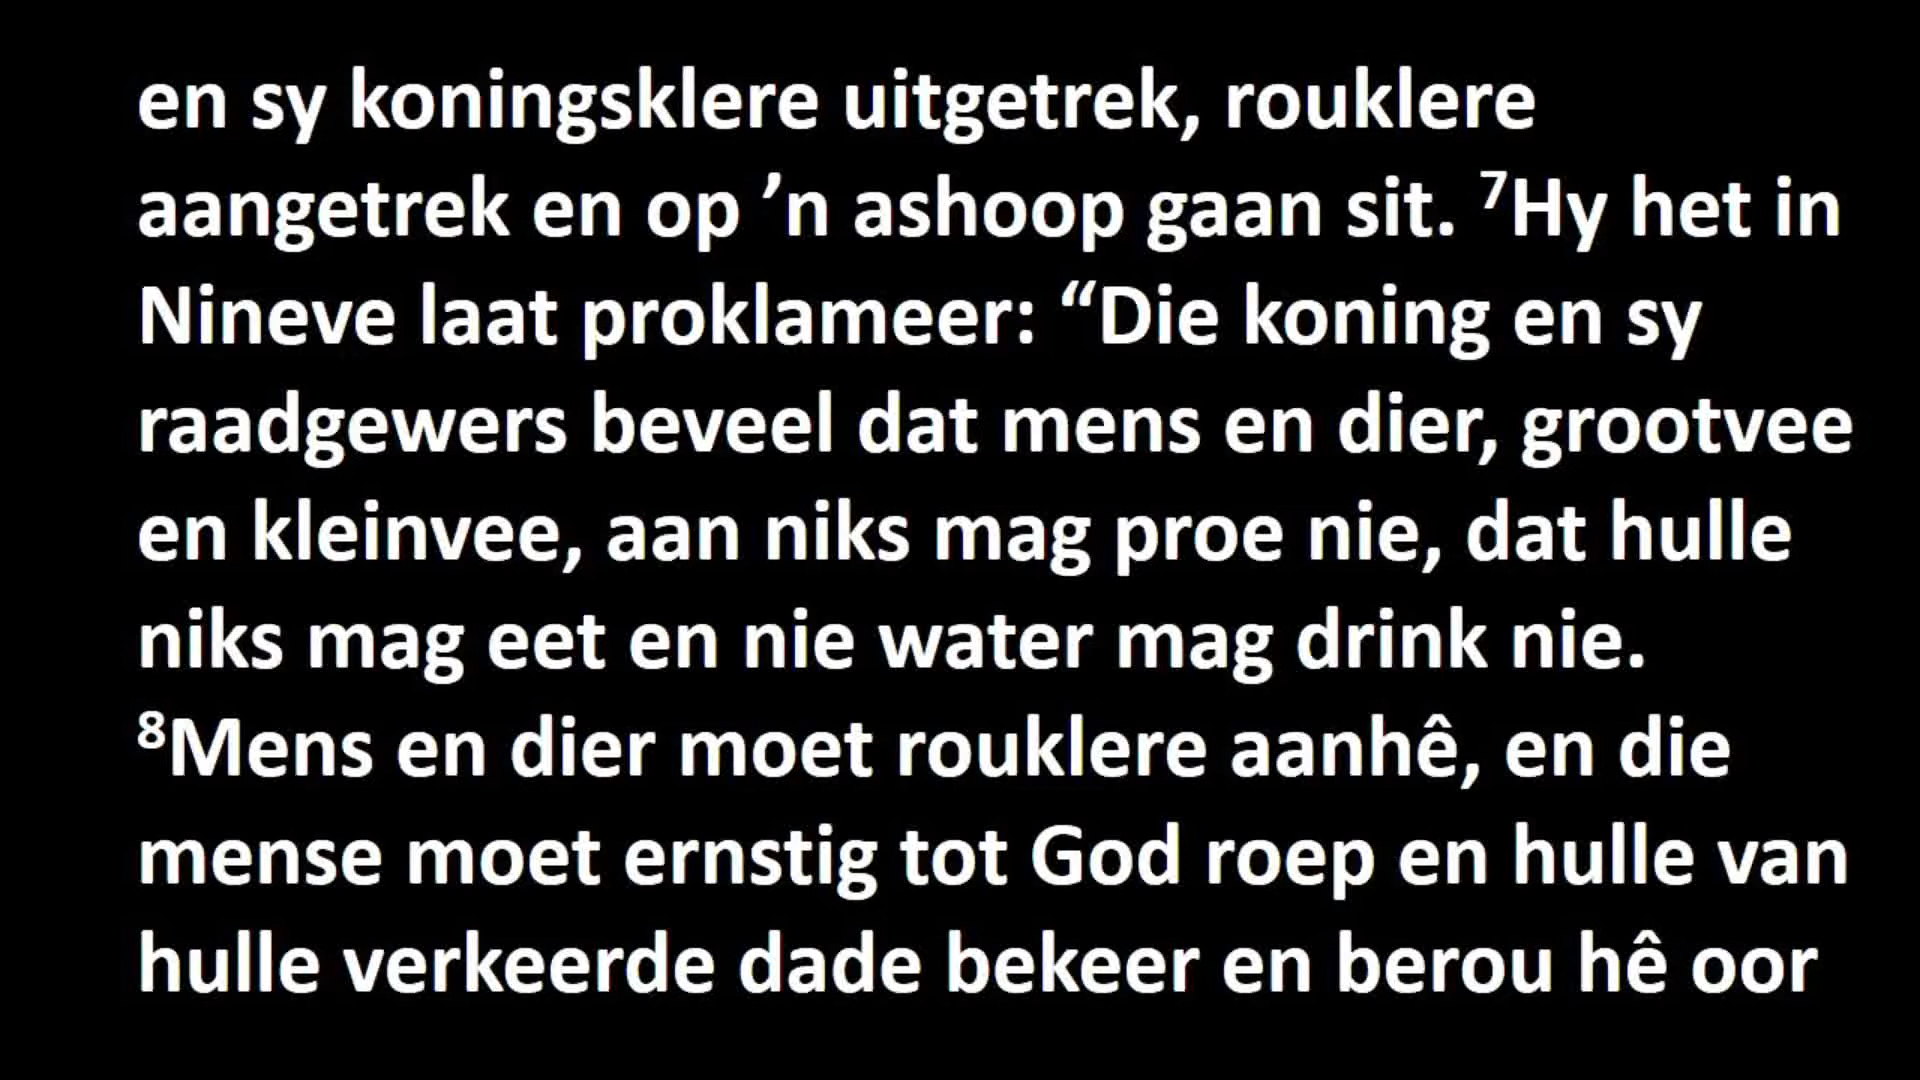 en sy koningsklere uitgetrek, rouklere
aangetrek en op ’n ashoop gaan sit. ⁷Hy het in
Nineve laat proklameer: “Die koning en sy
raadgewers beveel dat mens en dier, grootvee
en kleinvee, aan niks mag proe nie, dat hulle
niks mag eet en nie water mag drink nie.
⁸Mens en dier moet rouklere aanhê, en die
mense moet ernstig tot God roep en hulle van
hulle verkeerde dade bekeer en berou hê oor